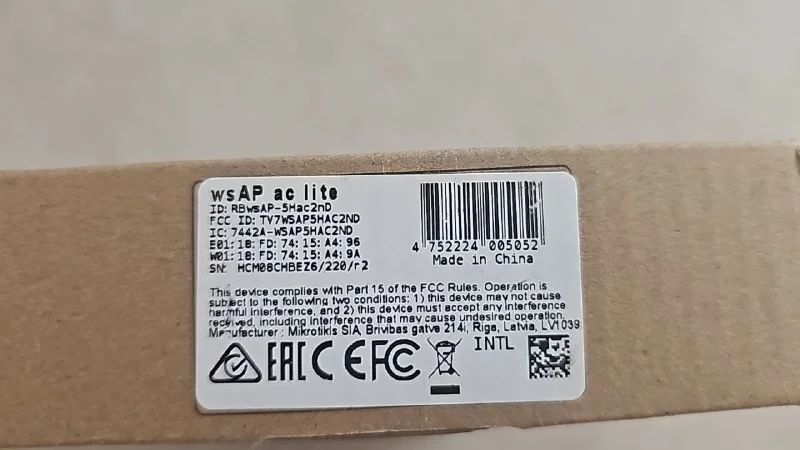 wsAP ac lite
ID: RBwsAP-5Hac2nD
FCC ID: TV7WSAP5HAC2ND
IC: 7442A-WSAP5HAC2ND
E01:18:FD:74:15:A4:96
W01:18:FD:74:15:A4:9A
SN: HCM08CHBEZ6/220/r2
4 752224 005052
Made in China
This device complies with Part 15 of the FCC Rules. Operation is
subject to the following two conditions: 1) this device may not cause
harmful interference, and 2) this device must accept any interference
received, including interference that may cause undesired operation.
Manufacturer : Mikrotikls SIA, Brivibas gatve 214i, Riga, Latvia, LV1039
EAC CE FC INTL